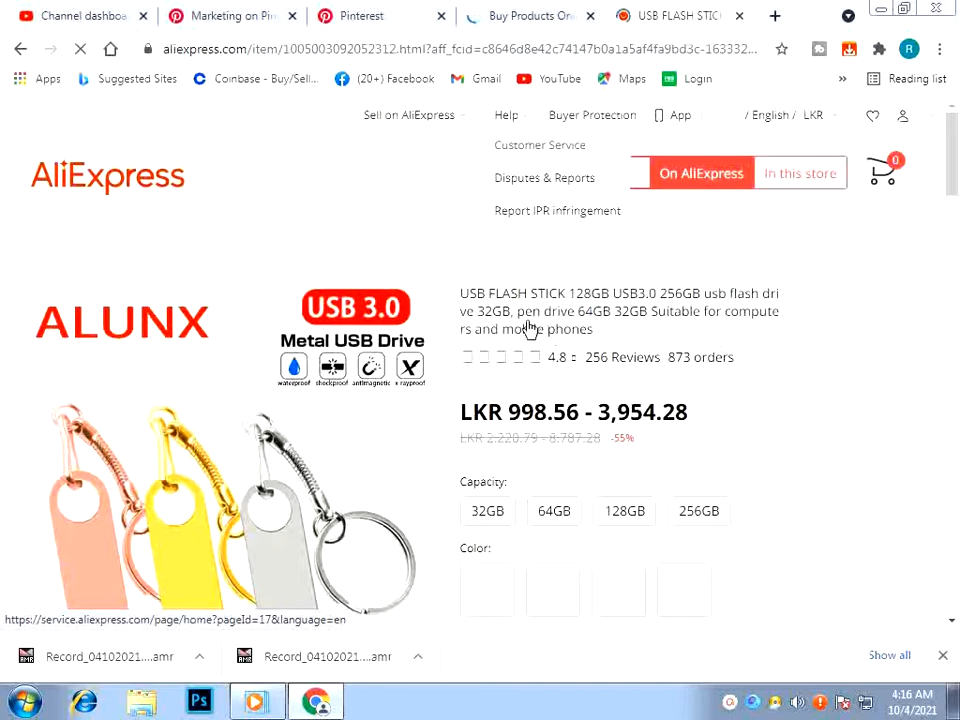 Channel dashboa
Marketing on Pin
Pinterest
Buy Products On
USB FLASH STIC
aliexpress.com/item/1005003092052312.html?aff_fcid=c8646d8e42c74147b0a1a5af4fa9bd3c-163332...
R
Apps
Suggested Sites
Coinbase - Buy/Sell...
(20+) Facebook
Gmail
YouTube
Maps
Login
»
Reading list
Sell on AliExpress
Help
Buyer Protection
App
/ English / LKR
Customer Service
Disputes & Reports
Report IPR infringement
AliExpress
On AliExpress
In this store
0
ALUNX
USB 3.0
Metal USB Drive
waterproof
shockproof
antimagnetic
x rayproof
USB FLASH STICK 128GB USB3.0 256GB usb flash dri
ve 32GB, pen drive 64GB 32GB Suitable for compute
rs and mobile phones
4.8
256 Reviews
873 orders
LKR 998.56 - 3,954.28
LKR 2,220.79 - 8,787.28
-55%
Capacity:
32GB
64GB
128GB
256GB
Color:
https://service.aliexpress.com/page/home?pageId=17&language=en
Record_04102021....amr
Record_04102021....amr
Show all
Ps
4:16 AM
10/4/2021